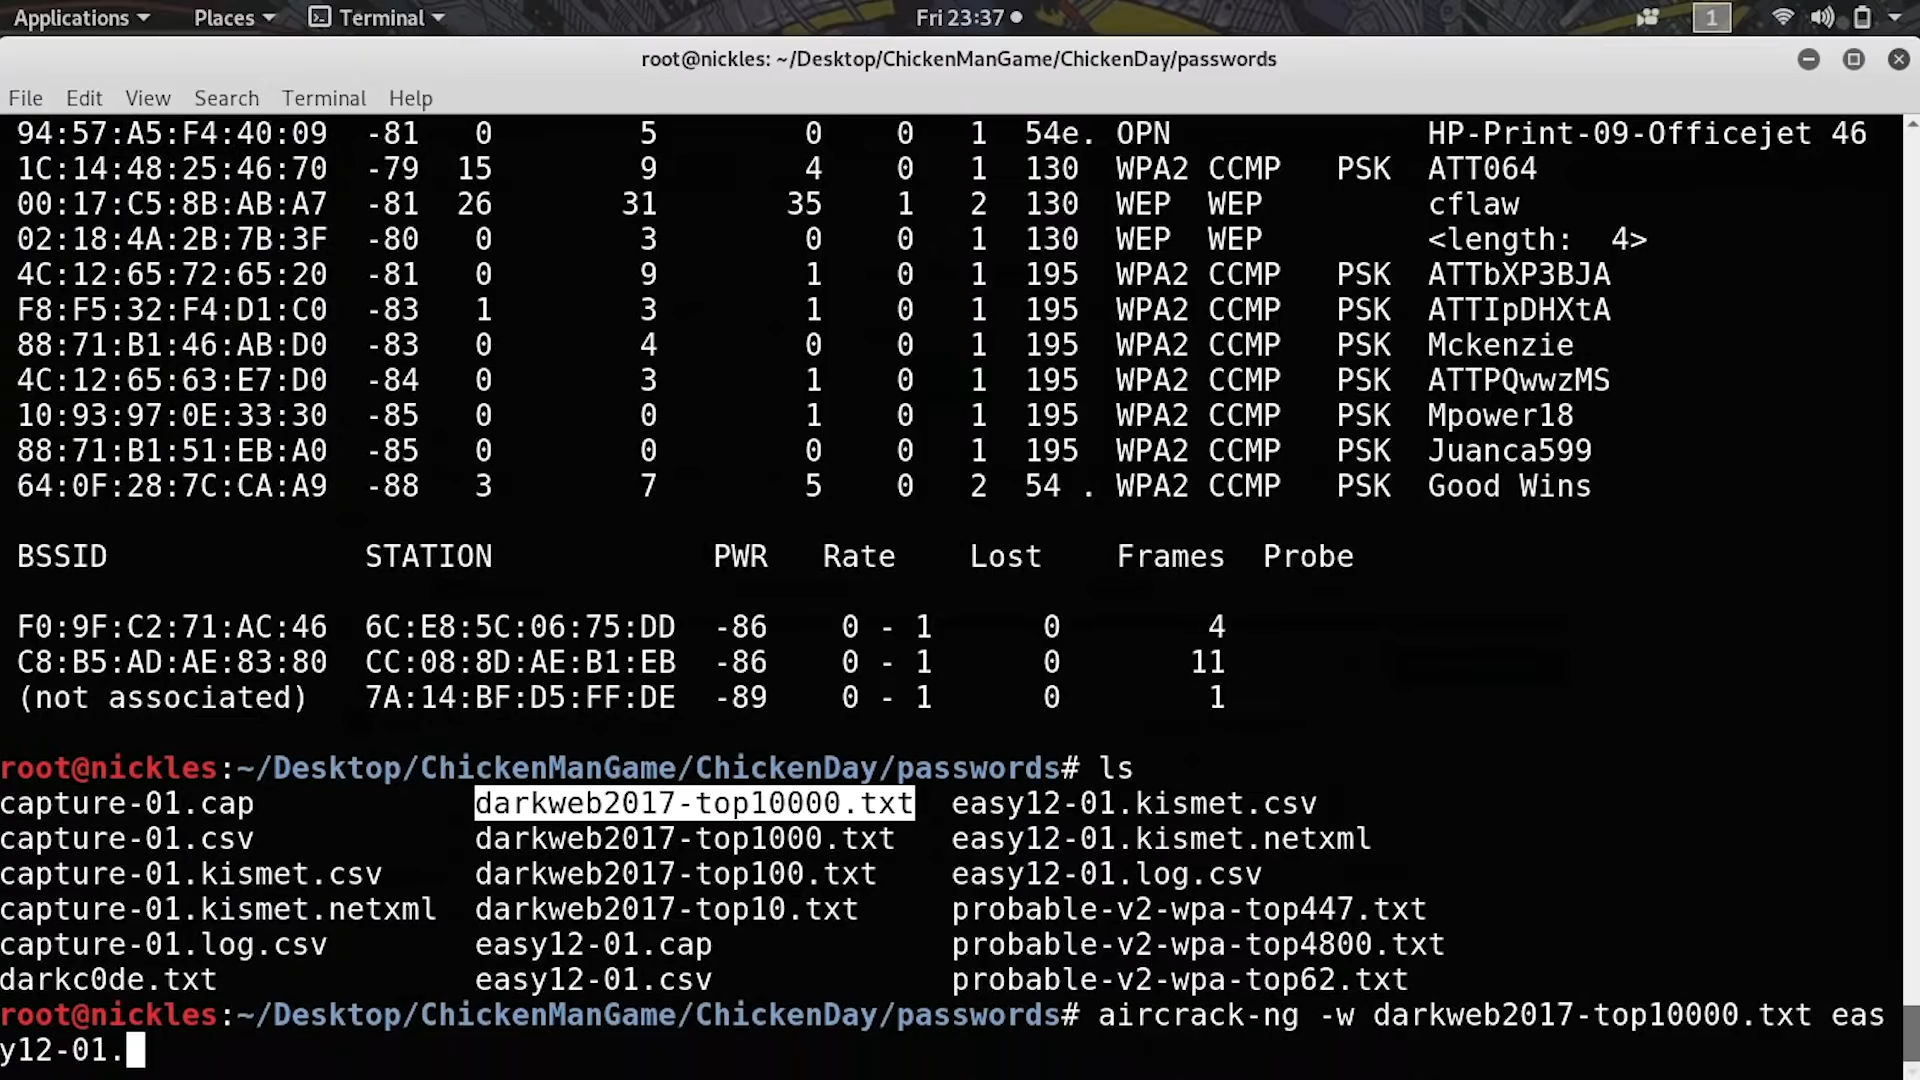 Applications Places Terminal Fri 23:37 1
root@nickles: ~/Desktop/ChickenManGame/ChickenDay/passwords
File Edit View Search Terminal Help
94:57:A5:F4:40:09 -81 0 5 0 0 1 54e. OPN HP-Print-09-Officejet 46
1C:14:48:25:46:70 -79 15 9 4 0 1 130 WPA2 CCMP PSK ATT064
00:17:C5:8B:AB:A7 -81 26 31 35 1 2 130 WEP WEP cflaw
02:18:4A:2B:7B:3F -80 0 3 0 0 1 130 WEP WEP <length: 4>
4C:12:65:72:65:20 -81 0 9 1 0 1 195 WPA2 CCMP PSK ATTbXP3BJA
F8:F5:32:F4:D1:C0 -83 1 3 1 0 1 195 WPA2 CCMP PSK ATTIpDHXtA
88:71:B1:46:AB:D0 -83 0 4 0 0 1 195 WPA2 CCMP PSK Mckenzie
4C:12:65:63:E7:D0 -84 0 3 1 0 1 195 WPA2 CCMP PSK ATTPQwwzMS
10:93:97:0E:33:30 -85 0 0 1 0 1 195 WPA2 CCMP PSK Mpower18
88:71:B1:51:EB:A0 -85 0 0 0 0 1 195 WPA2 CCMP PSK Juanca599
64:0F:28:7C:CA:A9 -88 3 7 5 0 2 54 . WPA2 CCMP PSK Good Wins
BSSID STATION PWR Rate Lost Frames Probe
F0:9F:C2:71:AC:46 6C:E8:5C:06:75:DD -86 0 - 1 0 4
C8:B5:AD:AE:83:80 CC:08:8D:AE:B1:EB -86 0 - 1 0 11
(not associated) 7A:14:BF:D5:FF:DE -89 0 - 1 0 1
root@nickles:~/Desktop/ChickenManGame/ChickenDay/passwords# ls
capture-01.cap darkweb2017-top10000.txt easy12-01.kismet.csv
capture-01.csv darkweb2017-top1000.txt easy12-01.kismet.netxml
capture-01.kismet.csv darkweb2017-top100.txt easy12-01.log.csv
capture-01.kismet.netxml darkweb2017-top10.txt probable-v2-wpa-top447.txt
capture-01.log.csv easy12-01.cap probable-v2-wpa-top4800.txt
darkc0de.txt easy12-01.csv probable-v2-wpa-top62.txt
root@nickles:~/Desktop/ChickenManGame/ChickenDay/passwords# aircrack-ng -w darkweb2017-top10000.txt eas
y12-01.